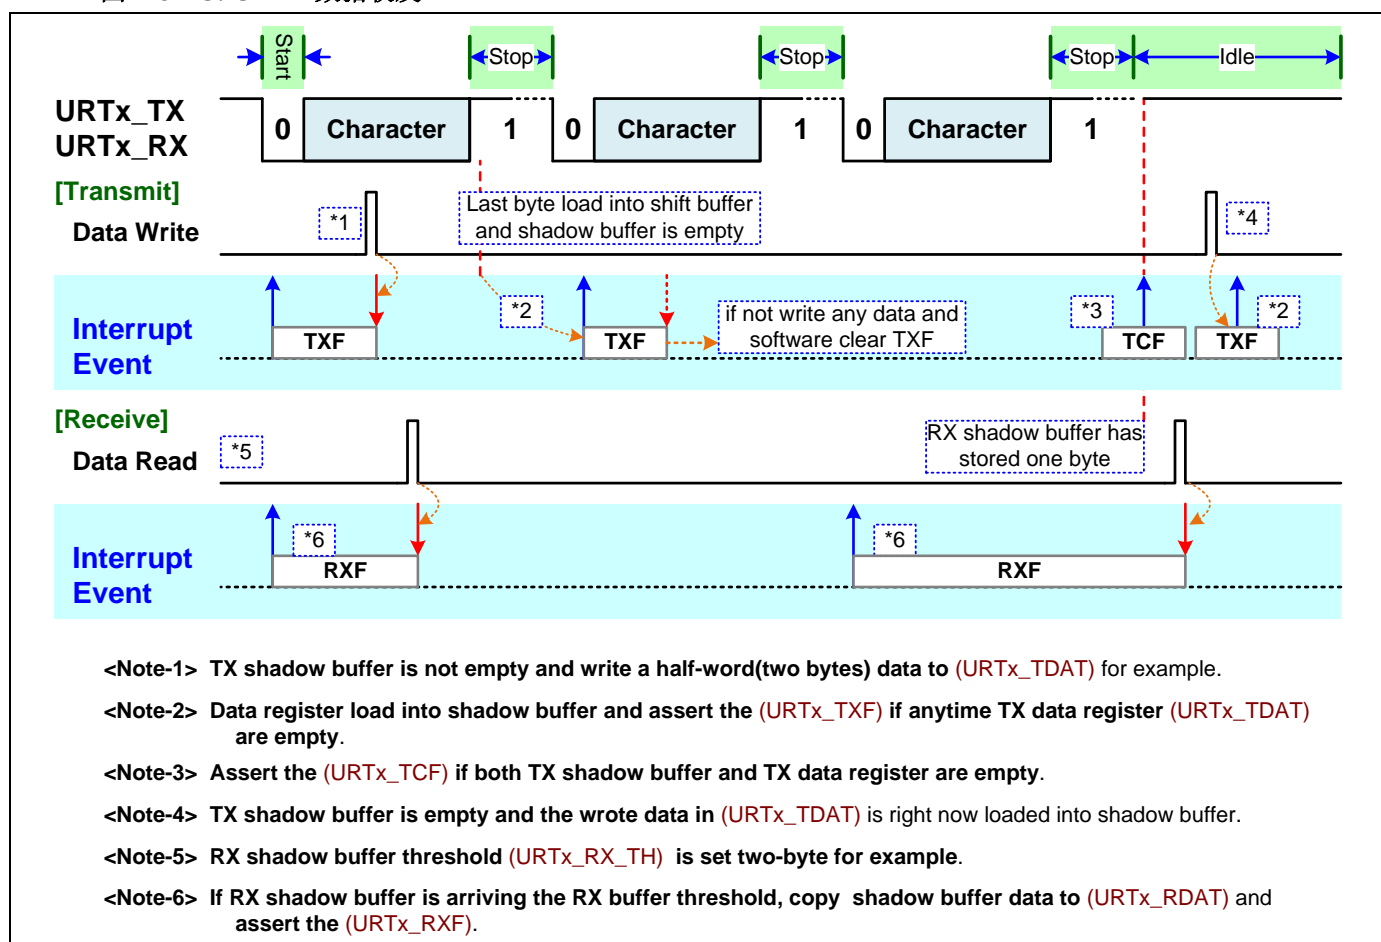 Start
Stop
Stop
Stop
Idle
URTx_TX
URTx_RX
0 Character 1 0 Character 1 0 Character 1
[Transmit]
Data Write
*1
Last byte load into shift buffer
and shadow buffer is empty
*4
Interrupt
Event
TXF
*2
TXF
if not write any data and
software clear TXF
*3
TCF
TXF
*2
[Receive]
Data Read
*5
RX shadow buffer has
stored one byte
Interrupt
Event
*6
RXF
*6
RXF
<Note-1> TX shadow buffer is not empty and write a half-word(two bytes) data to (URTx_TDAT) for example.
<Note-2> Data register load into shadow buffer and assert the (URTx_TXF) if anytime TX data register (URTx_TDAT)
are empty.
<Note-3> Assert the (URTx_TCF) if both TX shadow buffer and TX data register are empty.
<Note-4> TX shadow buffer is empty and the wrote data in (URTx_TDAT) is right now loaded into shadow buffer.
<Note-5> RX shadow buffer threshold (URTx_RX_TH) is set two-byte for example.
<Note-6> If RX shadow buffer is arriving the RX buffer threshold, copy shadow buffer data to (URTx_RDAT) and
assert the (URTx_RXF).